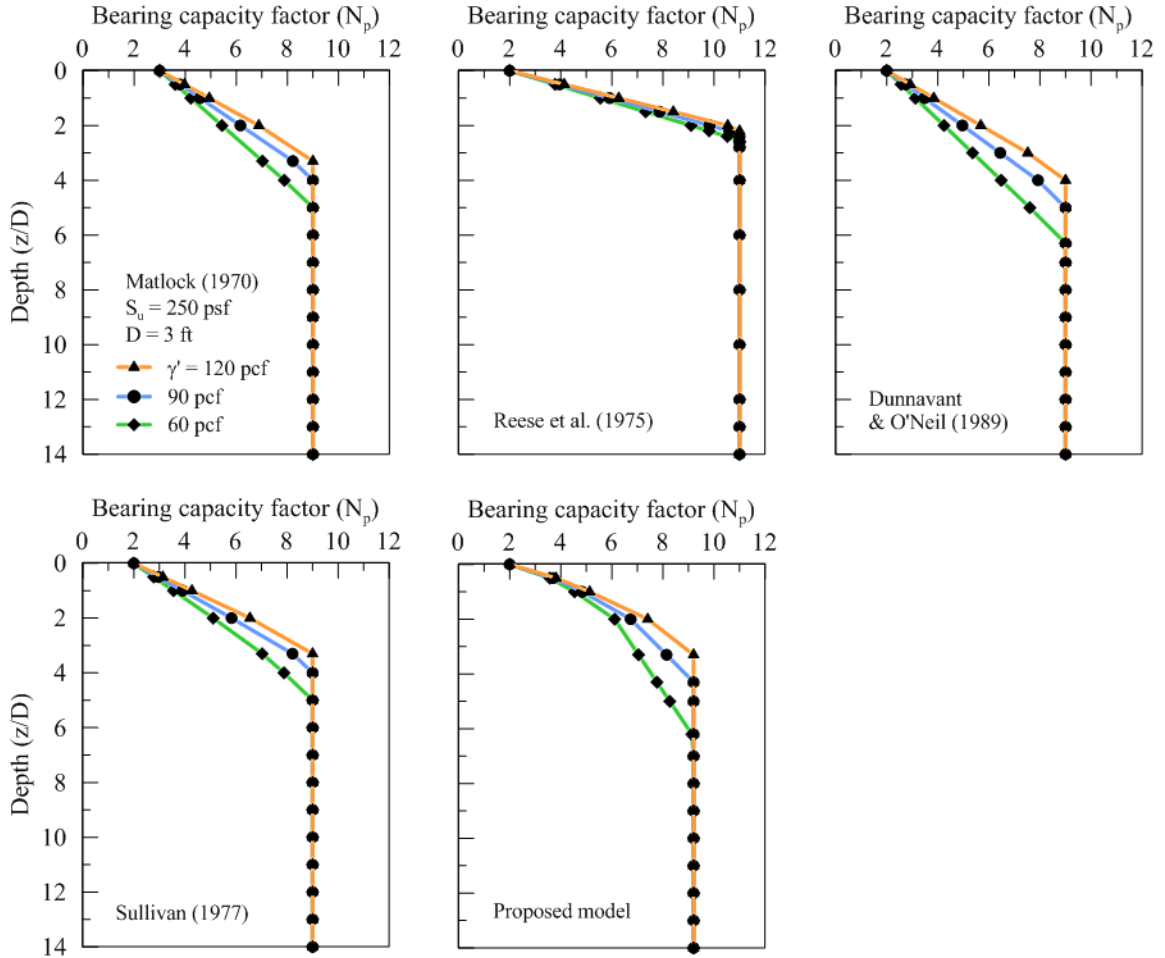 Bearing capacity factor (Nₚ)
0 2 4 6 8 10 12
0
2
4
6
8
10
12
14
Depth (z/D)
Matlock (1970)
Sᵤ = 250 psf
D = 3 ft
γ' = 120 pcf
90 pcf
60 pcf
Bearing capacity factor (Nₚ)
0 2 4 6 8 10 12
Reese et al. (1975)
Bearing capacity factor (Nₚ)
0 2 4 6 8 10 12
Dunnavant
& O'Neil (1989)
Bearing capacity factor (Nₚ)
0 2 4 6 8 10 12
0
2
4
6
8
10
12
14
Depth (z/D)
Sullivan (1977)
Bearing capacity factor (Nₚ)
0 2 4 6 8 10 12
Proposed model